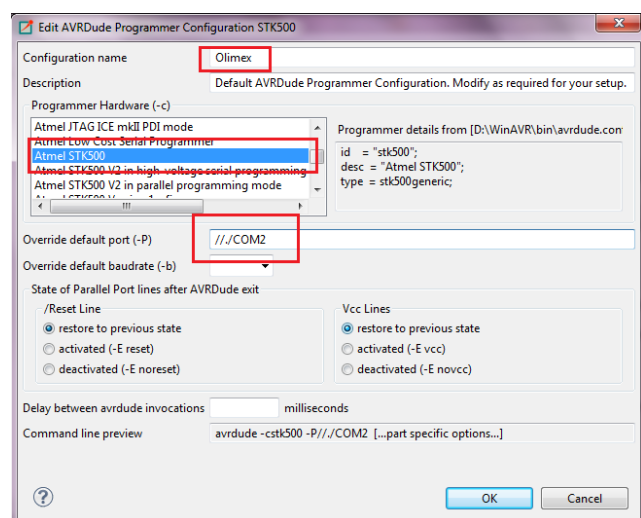 Edit AVRDude Programmer Configuration STK500
Configuration name Olimex
Description Default AVRDude Programmer Configuration. Modify as required for your setup.
Programmer Hardware (-c)
Atmel JTAG ICE mkII PDI mode
Atmel Low Cost Serial Programmer
Atmel STK500
Atmel STK500 V2 in high-voltage serial programming
Atmel STK500 V2 in parallel programming mode
Programmer details from [D:\WinAVR\bin\avrdude.con
id = "stk500";
desc = "Atmel STK500";
type = stk500generic;
Override default port (-P) //./COM2
Override default baudrate (-b)
State of Parallel Port lines after AVRDude exit
/Reset Line
restore to previous state
activated (-E reset)
deactivated (-E noreset)
Vcc Lines
restore to previous state
activated (-E vcc)
deactivated (-E novcc)
Delay between avrdude invocations milliseconds
Command line preview avrdude -cstk500 -P//./COM2 [...part specific options...]
OK Cancel